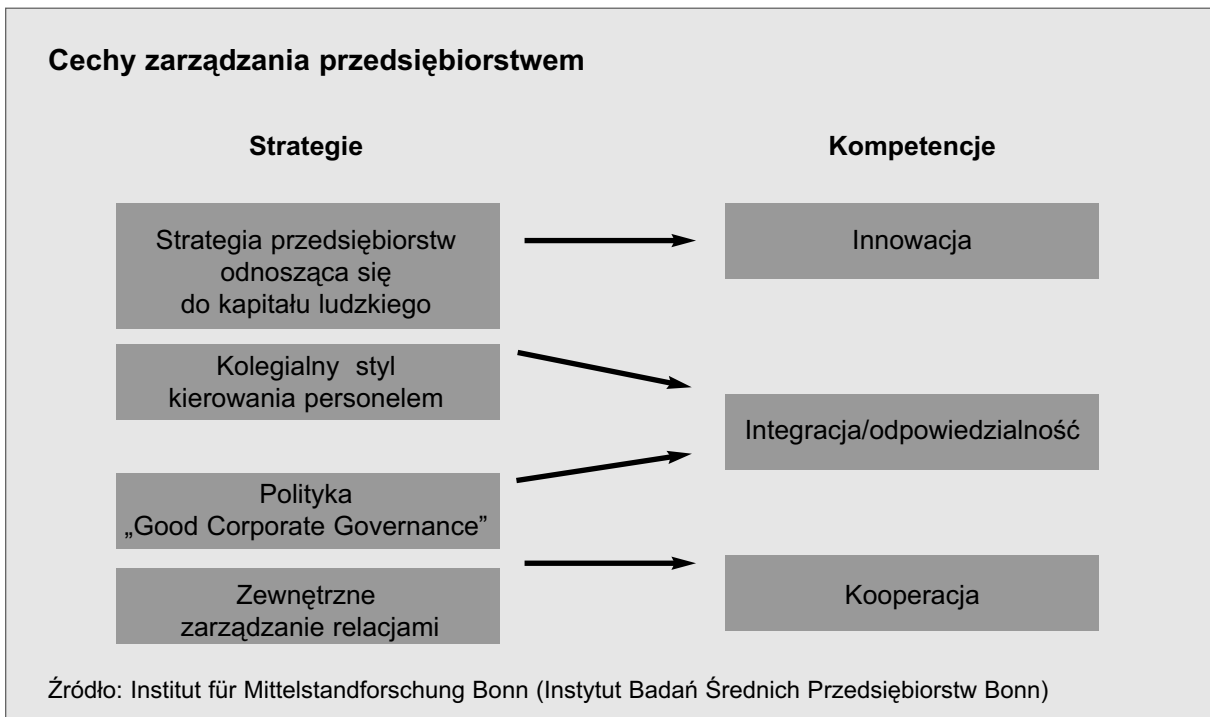 Cechy zarządzania przedsiębiorstwem
Strategie
Kompetencje
Strategia przedsiębiorstw
odnosząca się
do kapitału ludzkiego
Innowacja
Kolegialny styl
kierowania personelem
Integracja/odpowiedzialność
Polityka
„Good Corporate Governance”
Zewnętrzne
zarządzanie relacjami
Kooperacja
Źródło: Institut für Mittelstandforschung Bonn (Instytut Badań Średnich Przedsiębiorstw Bonn)